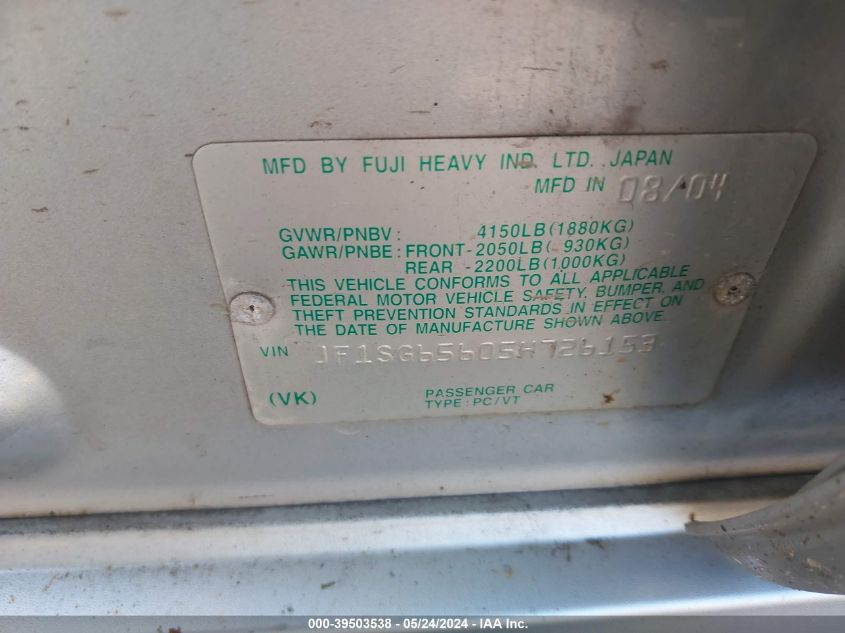 MFD BY FUJI HEAVY IND. LTD. JAPAN
MFD IN 08/04
GVWR/PNBV: 4150LB(1880KG)
GAWR/PNBE: FRONT-2050LB( 930KG)
REAR -2200LB(1000KG)
THIS VEHICLE CONFORMS TO ALL APPLICABLE
FEDERAL MOTOR VEHICLE SAFETY, BUMPER, AND
THEFT PREVENTION STANDARDS IN EFFECT ON
THE DATE OF MANUFACTURE SHOWN ABOVE.
VIN JF1SG65605H726153
(VK) PASSENGER CAR
TYPE: PC/VT
000-39503538 - 05/24/2024 - IAA Inc.